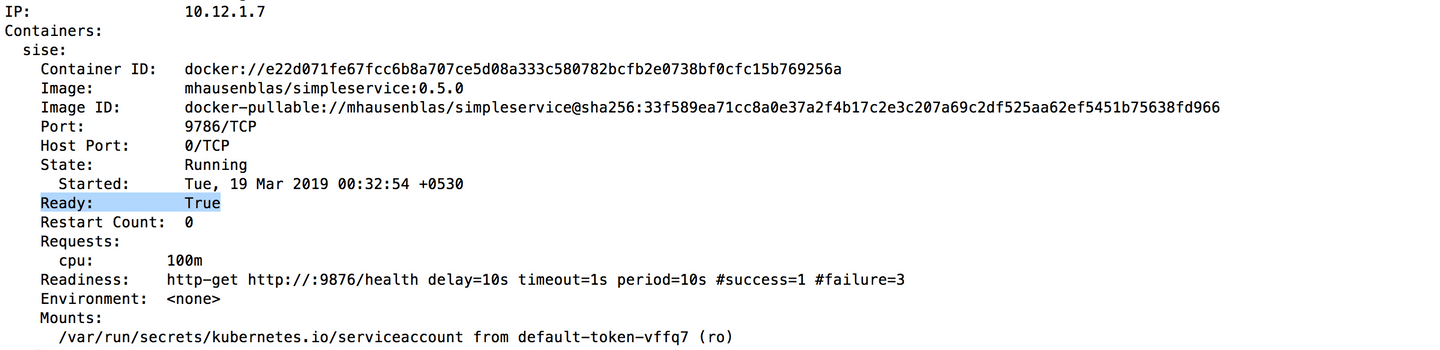 IP: 10.12.1.7
Containers:
sise:
Container ID: docker://e22d071fe67fcc6b8a707ce5d08a333c580782bcfb2e0738bf0cfc15b769256a
Image: mhausenblas/simpleservice:0.5.0
Image ID: docker-pullable://mhausenblas/simpleservice@sha256:33f589ea71cc8a0e37a2f4b17c2e3c207a69c2df525aa62ef5451b75638fd966
Port: 9786/TCP
Host Port: 0/TCP
State: Running
Started: Tue, 19 Mar 2019 00:32:54 +0530
Ready: True
Restart Count: 0
Requests:
cpu: 100m
Readiness: http-get http://:9876/health delay=10s timeout=1s period=10s #success=1 #failure=3
Environment: <none>
Mounts:
/var/run/secrets/kubernetes.io/serviceaccount from default-token-vffq7 (ro)